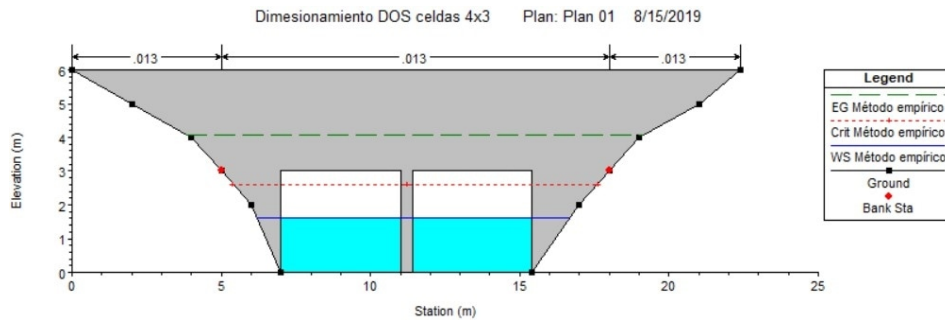 Dimesionamiento DOS celdas 4x3 Plan: Plan 01 8/15/2019
.013 .013 .013
Legend
EG Método empírico
Crit Método empírico
WS Método empírico
Ground
Bank Sta
Elevation (m)
6
5
4
3
2
1
0
0 5 10 15 20 25
Station (m)